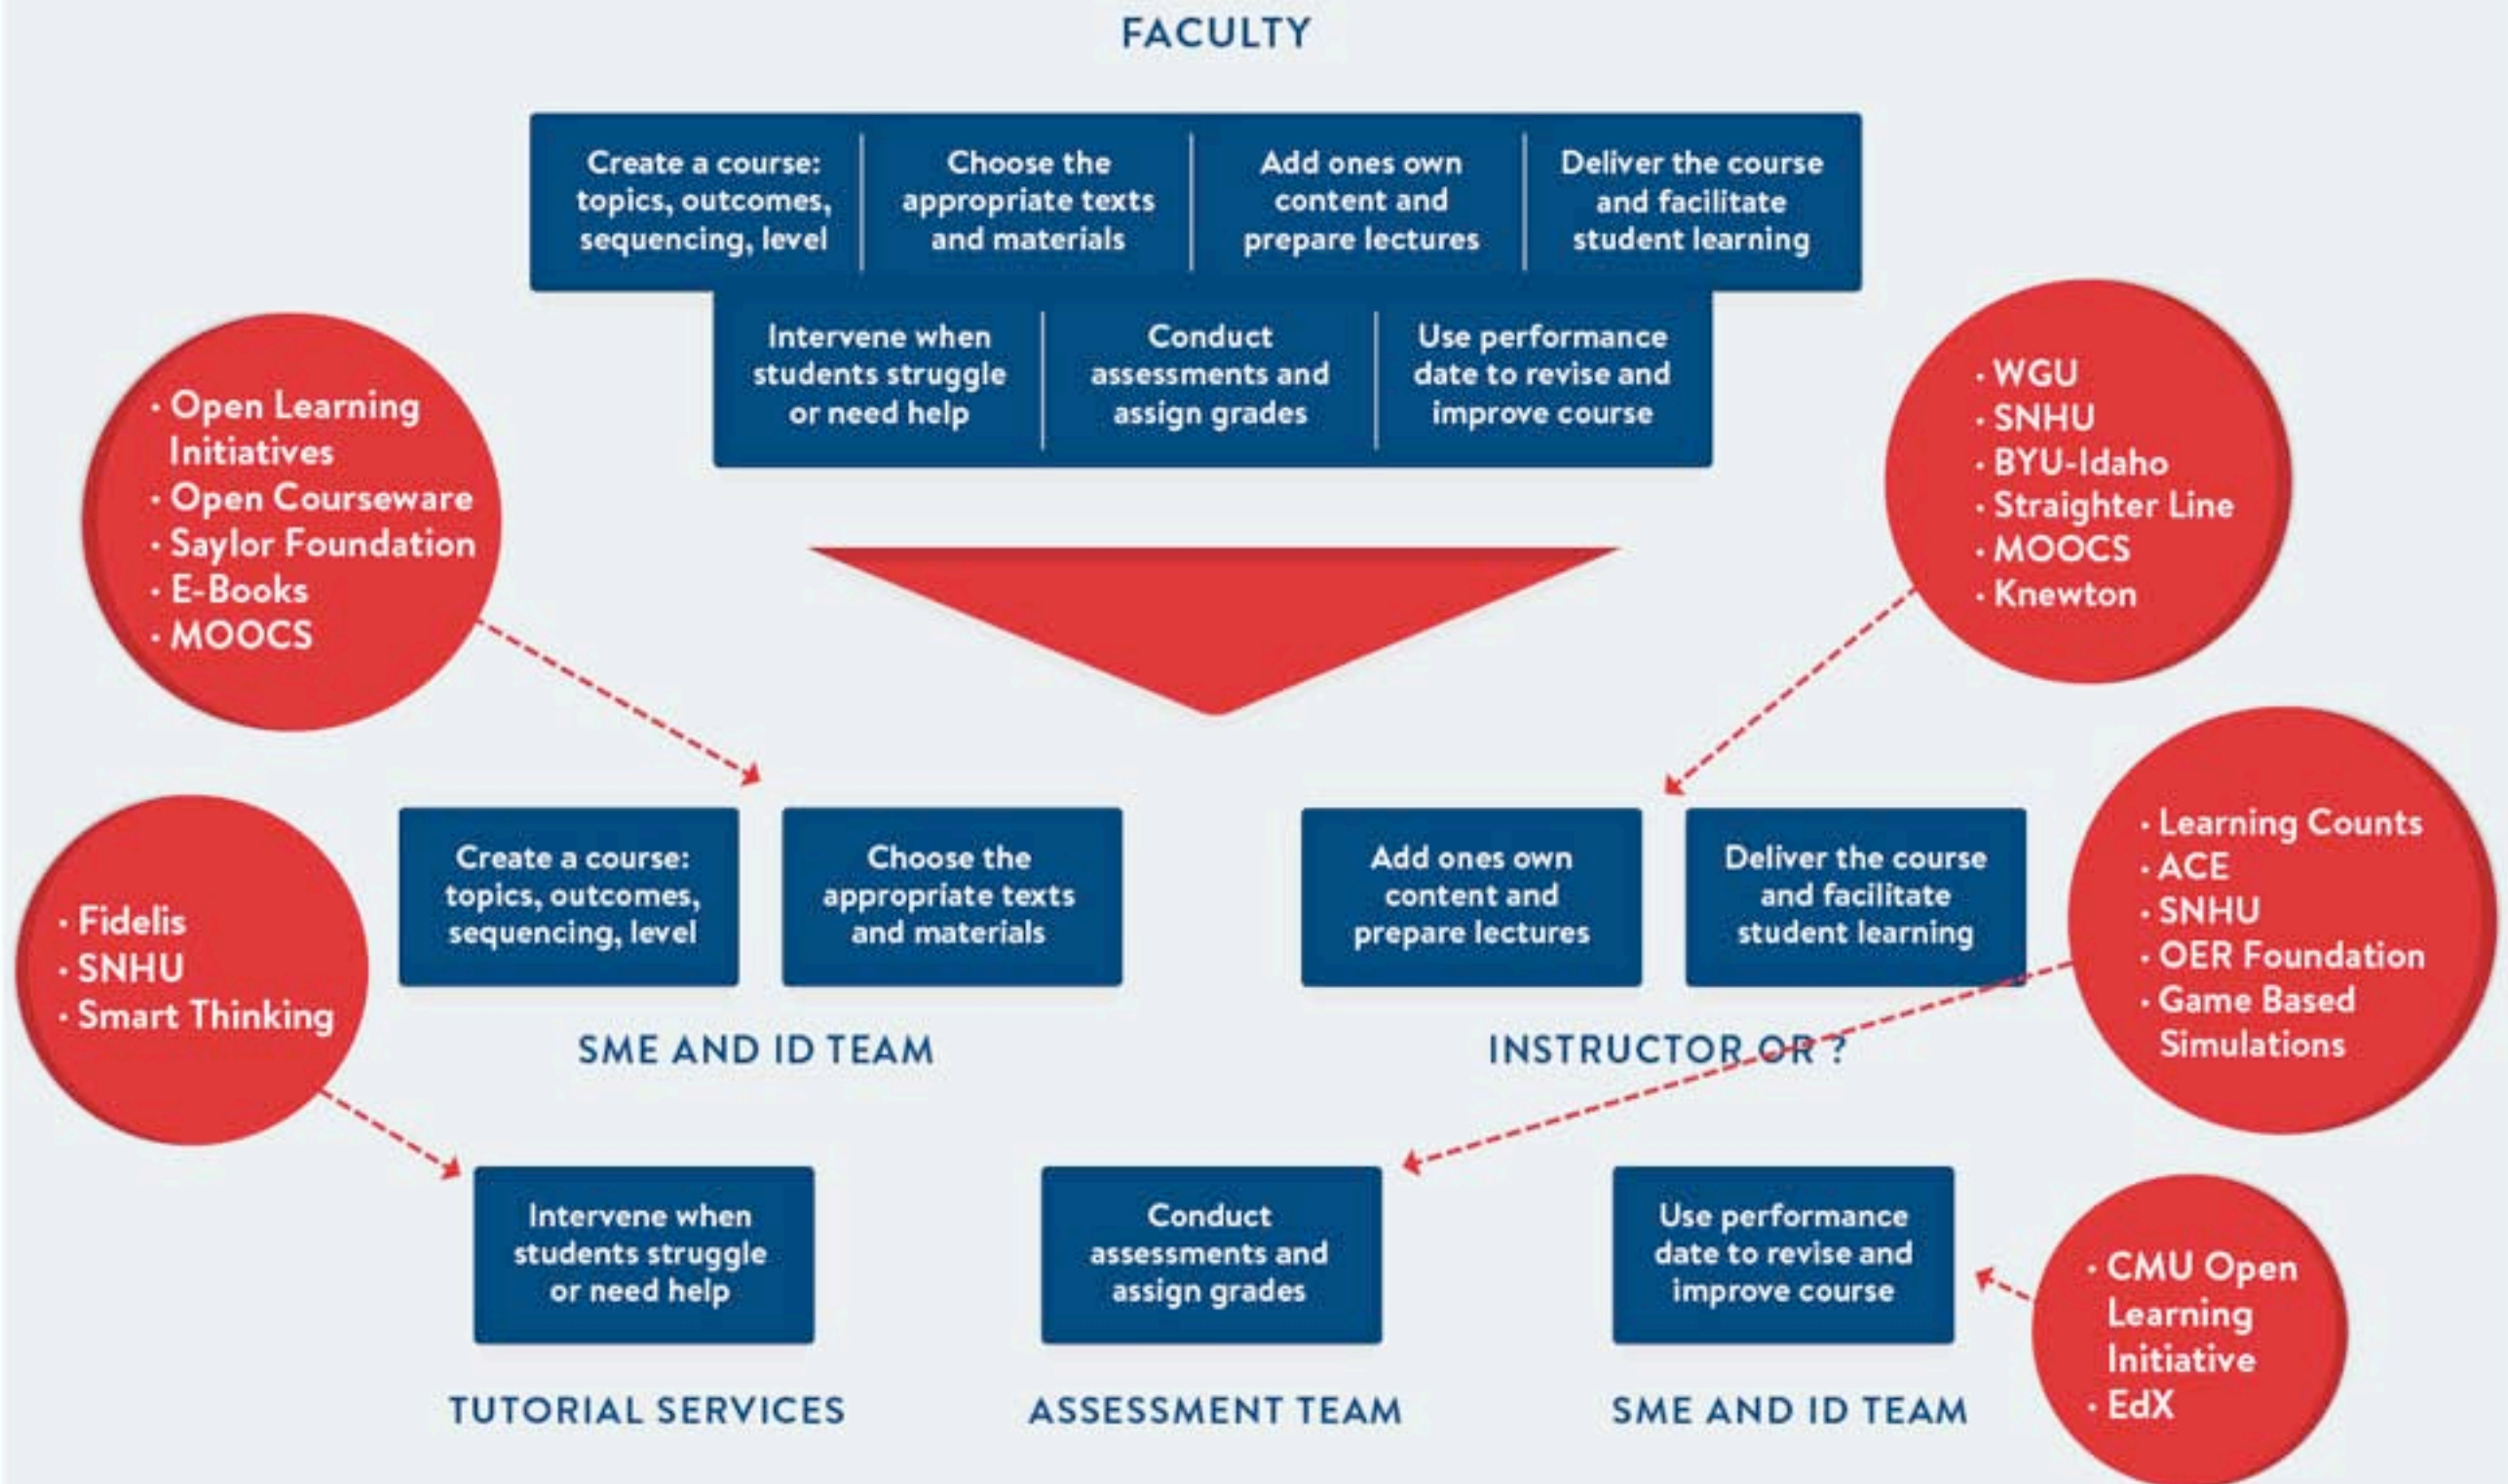 FACULTY
Create a course:
topics, outcomes,
sequencing, level
Choose the
appropriate texts
and materials
Add ones own
content and
prepare lectures
Deliver the course
and facilitate
student learning
Intervene when
students struggle
or need help
Conduct
assessments and
assign grades
Use performance
date to revise and
improve course
· Open Learning
Initiatives
· Open Courseware
· Saylor Foundation
· E-Books
· MOOCS
· WGU
· SNHU
· BYU-Idaho
· Straighter Line
· MOOCS
· Knewton
· Fidelis
· SNHU
· Smart Thinking
Create a course:
topics, outcomes,
sequencing, level
Choose the
appropriate texts
and materials
SME AND ID TEAM
Add ones own
content and
prepare lectures
Deliver the course
and facilitate
student learning
INSTRUCTOR OR ?
· Learning Counts
· ACE
· SNHU
· OER Foundation
· Game Based
Simulations
Intervene when
students struggle
or need help
TUTORIAL SERVICES
Conduct
assessments and
assign grades
ASSESSMENT TEAM
Use performance
date to revise and
improve course
SME AND ID TEAM
· CMU Open
Learning
Initiative
· EdX